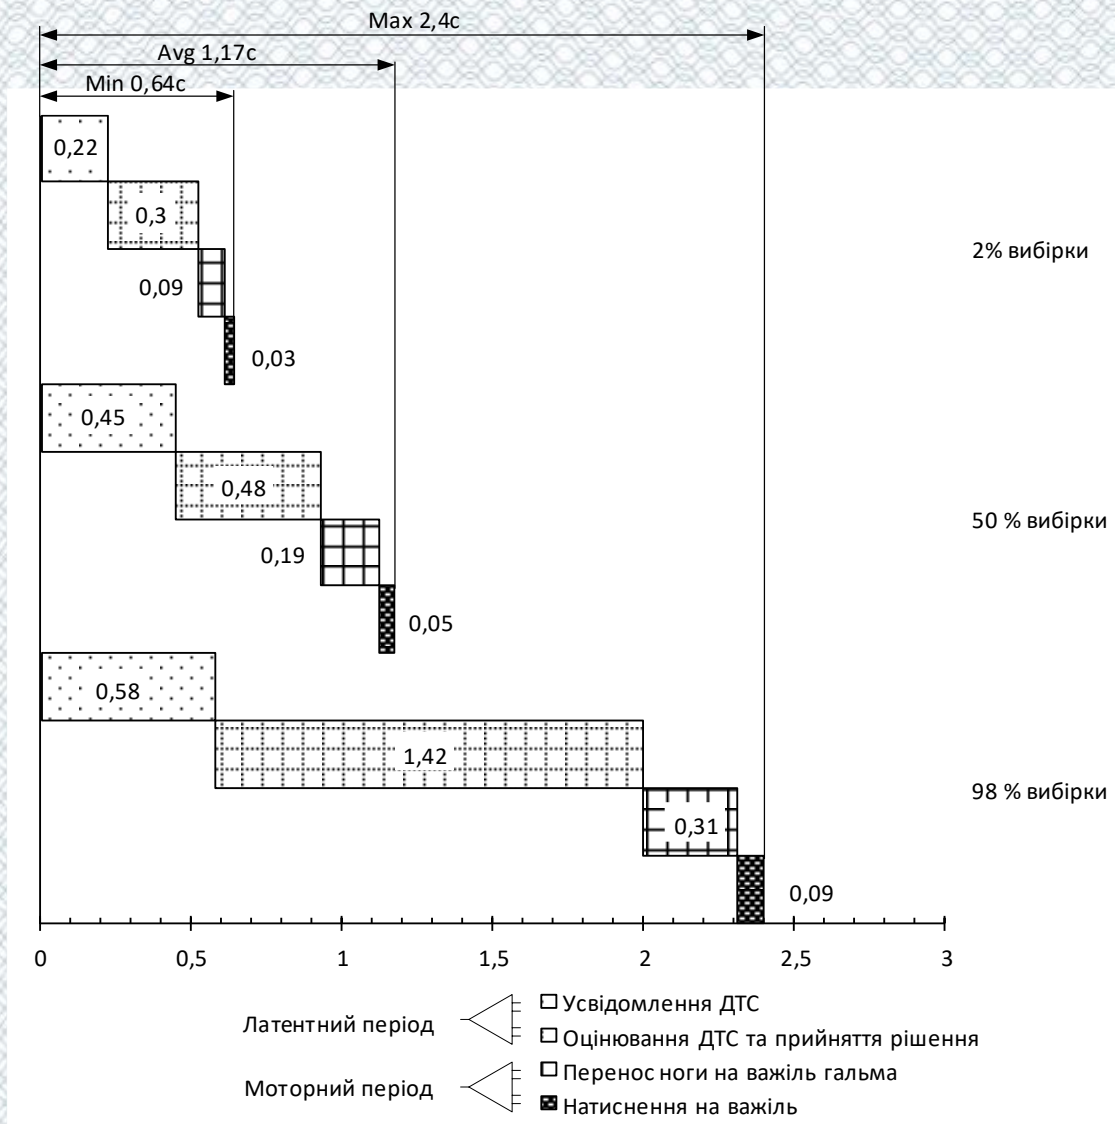 Max 2,4с
Avg 1,17с
Min 0,64с
0,22
0,3
2% вибірки
0,09
0,03
0,45
0,48
50 % вибірки
0,19
0,05
0,58
1,42
98 % вибірки
0,31
0,09
0 0,5 1 1,5 2 2,5 3
Латентний період
Усвідомлення ДТС
Оцінювання ДТС та прийняття рішення
Моторний період
Перенос ноги на важіль гальма
Натиснення на важіль